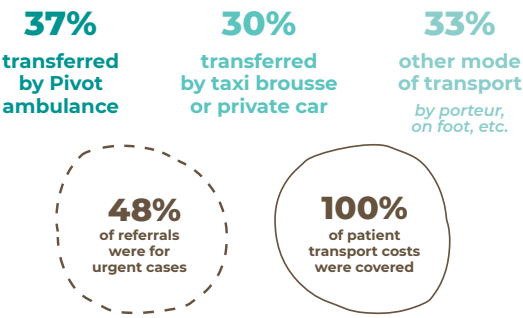 37%
transferred
by Pivot
ambulance
30%
transferred
by taxi brousse
or private car
33%
other mode
of transport
by porteur,
on foot, etc.
48%
of referrals
were for
urgent cases
100%
of patient
transport costs
were covered